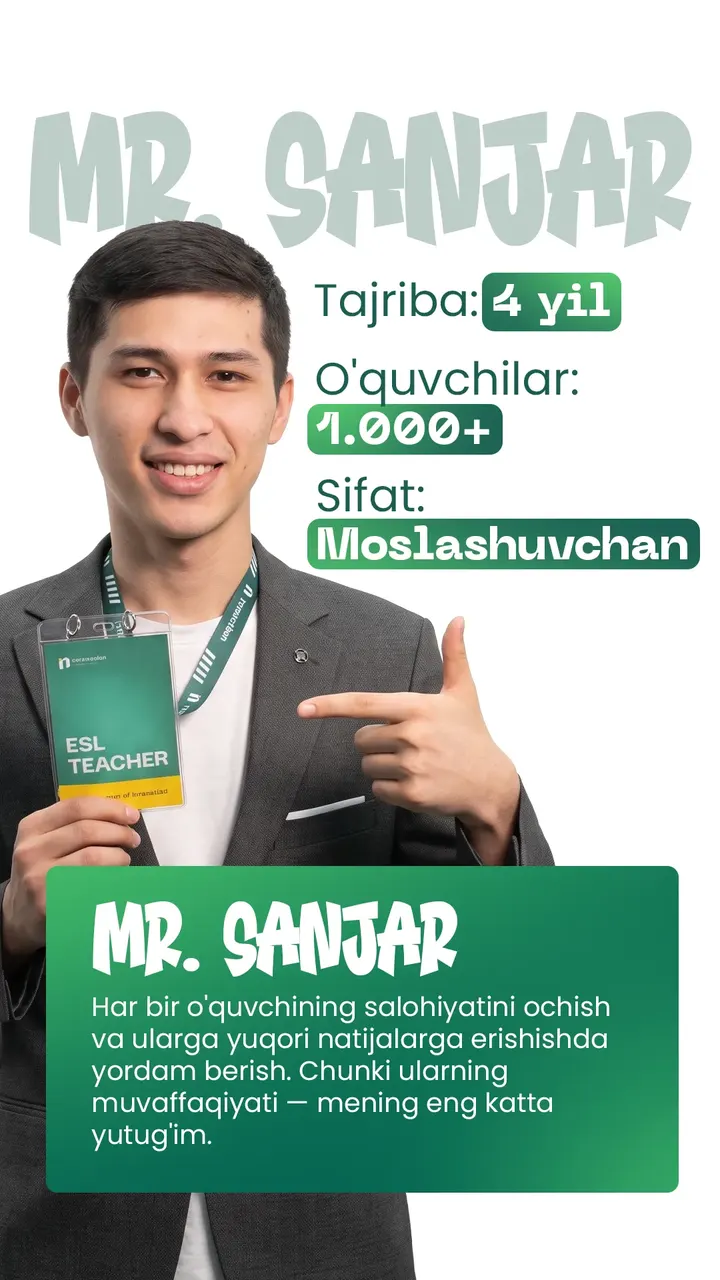 MR. SANJAR
Tajriba: 4 yil
O'quvchilar:
1.000+
Sifat:
Moslashuvchan
ESL
TEACHER
MR. SANJAR
Har bir o'quvchining salohiyatini ochish
va ularga yuqori natijalarga erishishda
yordam berish. Chunki ularning
muvaffaqiyati — mening eng katta
yutug'im.